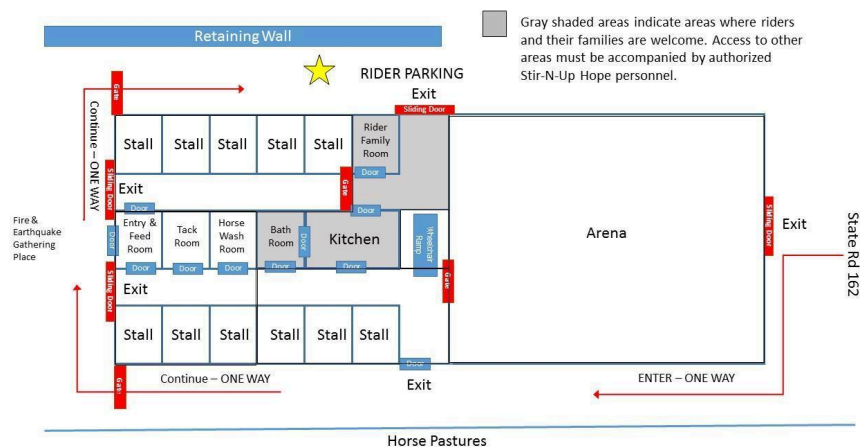 Retaining Wall
Gray shaded areas indicate areas where riders
and their families are welcome. Access to other
areas must be accompanied by authorized
Stir-N-Up Hope personnel.
RIDER PARKING
Gate
Exit
Sliding Door
Continue – ONE WAY
Stall
Stall
Stall
Stall
Stall
Rider
Family
Room
Door
Sliding Door
Exit
Gate
Door
Door
Fire &
Earthquake
Gathering
Place
Door
Entry &
Feed
Room
Tack
Room
Horse
Wash
Room
Bath
Room
Door
Kitchen
Wheelchair
Ramp
Arena
Sliding Door
Exit
State Rd 162
Door
Door
Door
Door
Door
Sliding Door
Exit
Gate
Stall
Stall
Stall
Stall
Stall
Stall
Door
Gate
Continue – ONE WAY
Exit
ENTER – ONE WAY
Horse Pastures